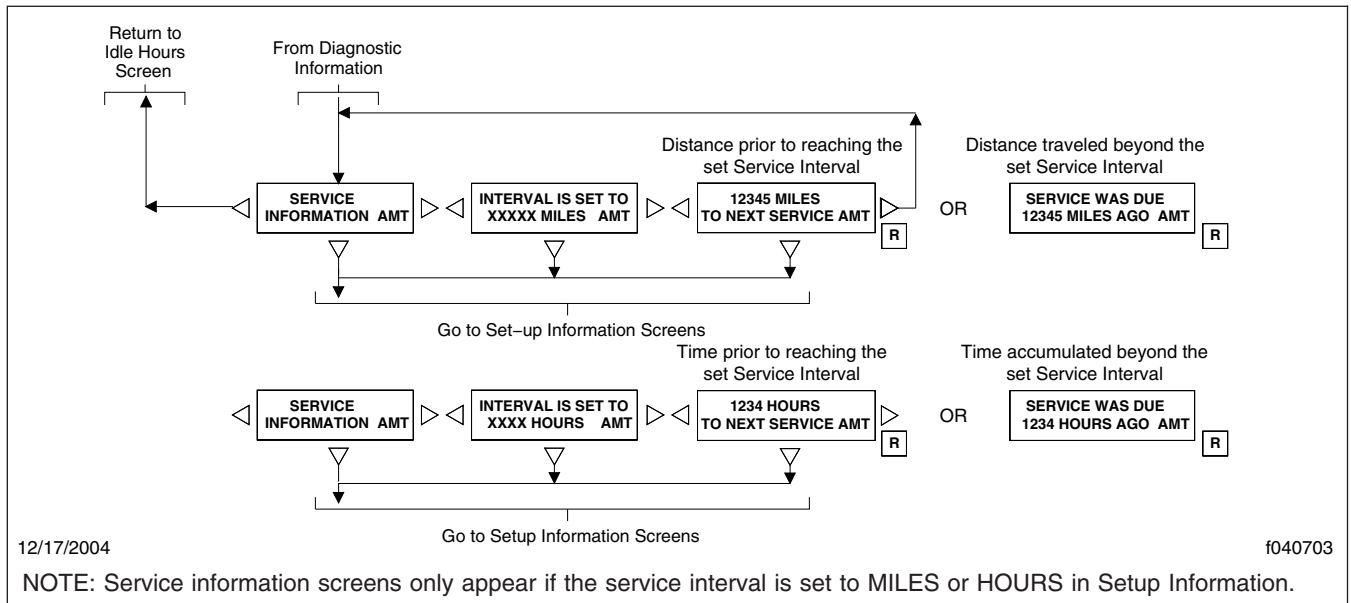 Return to
Idle Hours
Screen
From Diagnostic
Information
Distance prior to reaching the
set Service Interval
Distance traveled beyond the
set Service Interval
SERVICE
INFORMATION AMT
INTERVAL IS SET TO
XXXXX MILES AMT
12345 MILES
TO NEXT SERVICE AMT
R
OR
SERVICE WAS DUE
12345 MILES AGO AMT
R
Go to Set−up Information Screens
Time prior to reaching the
set Service Interval
Time accumulated beyond the
set Service Interval
SERVICE
INFORMATION AMT
INTERVAL IS SET TO
XXXX HOURS AMT
1234 HOURS
TO NEXT SERVICE AMT
R
OR
SERVICE WAS DUE
1234 HOURS AGO AMT
R
Go to Setup Information Screens
12/17/2004
f040703
NOTE: Service information screens only appear if the service interval is set to MILES or HOURS in Setup Information.